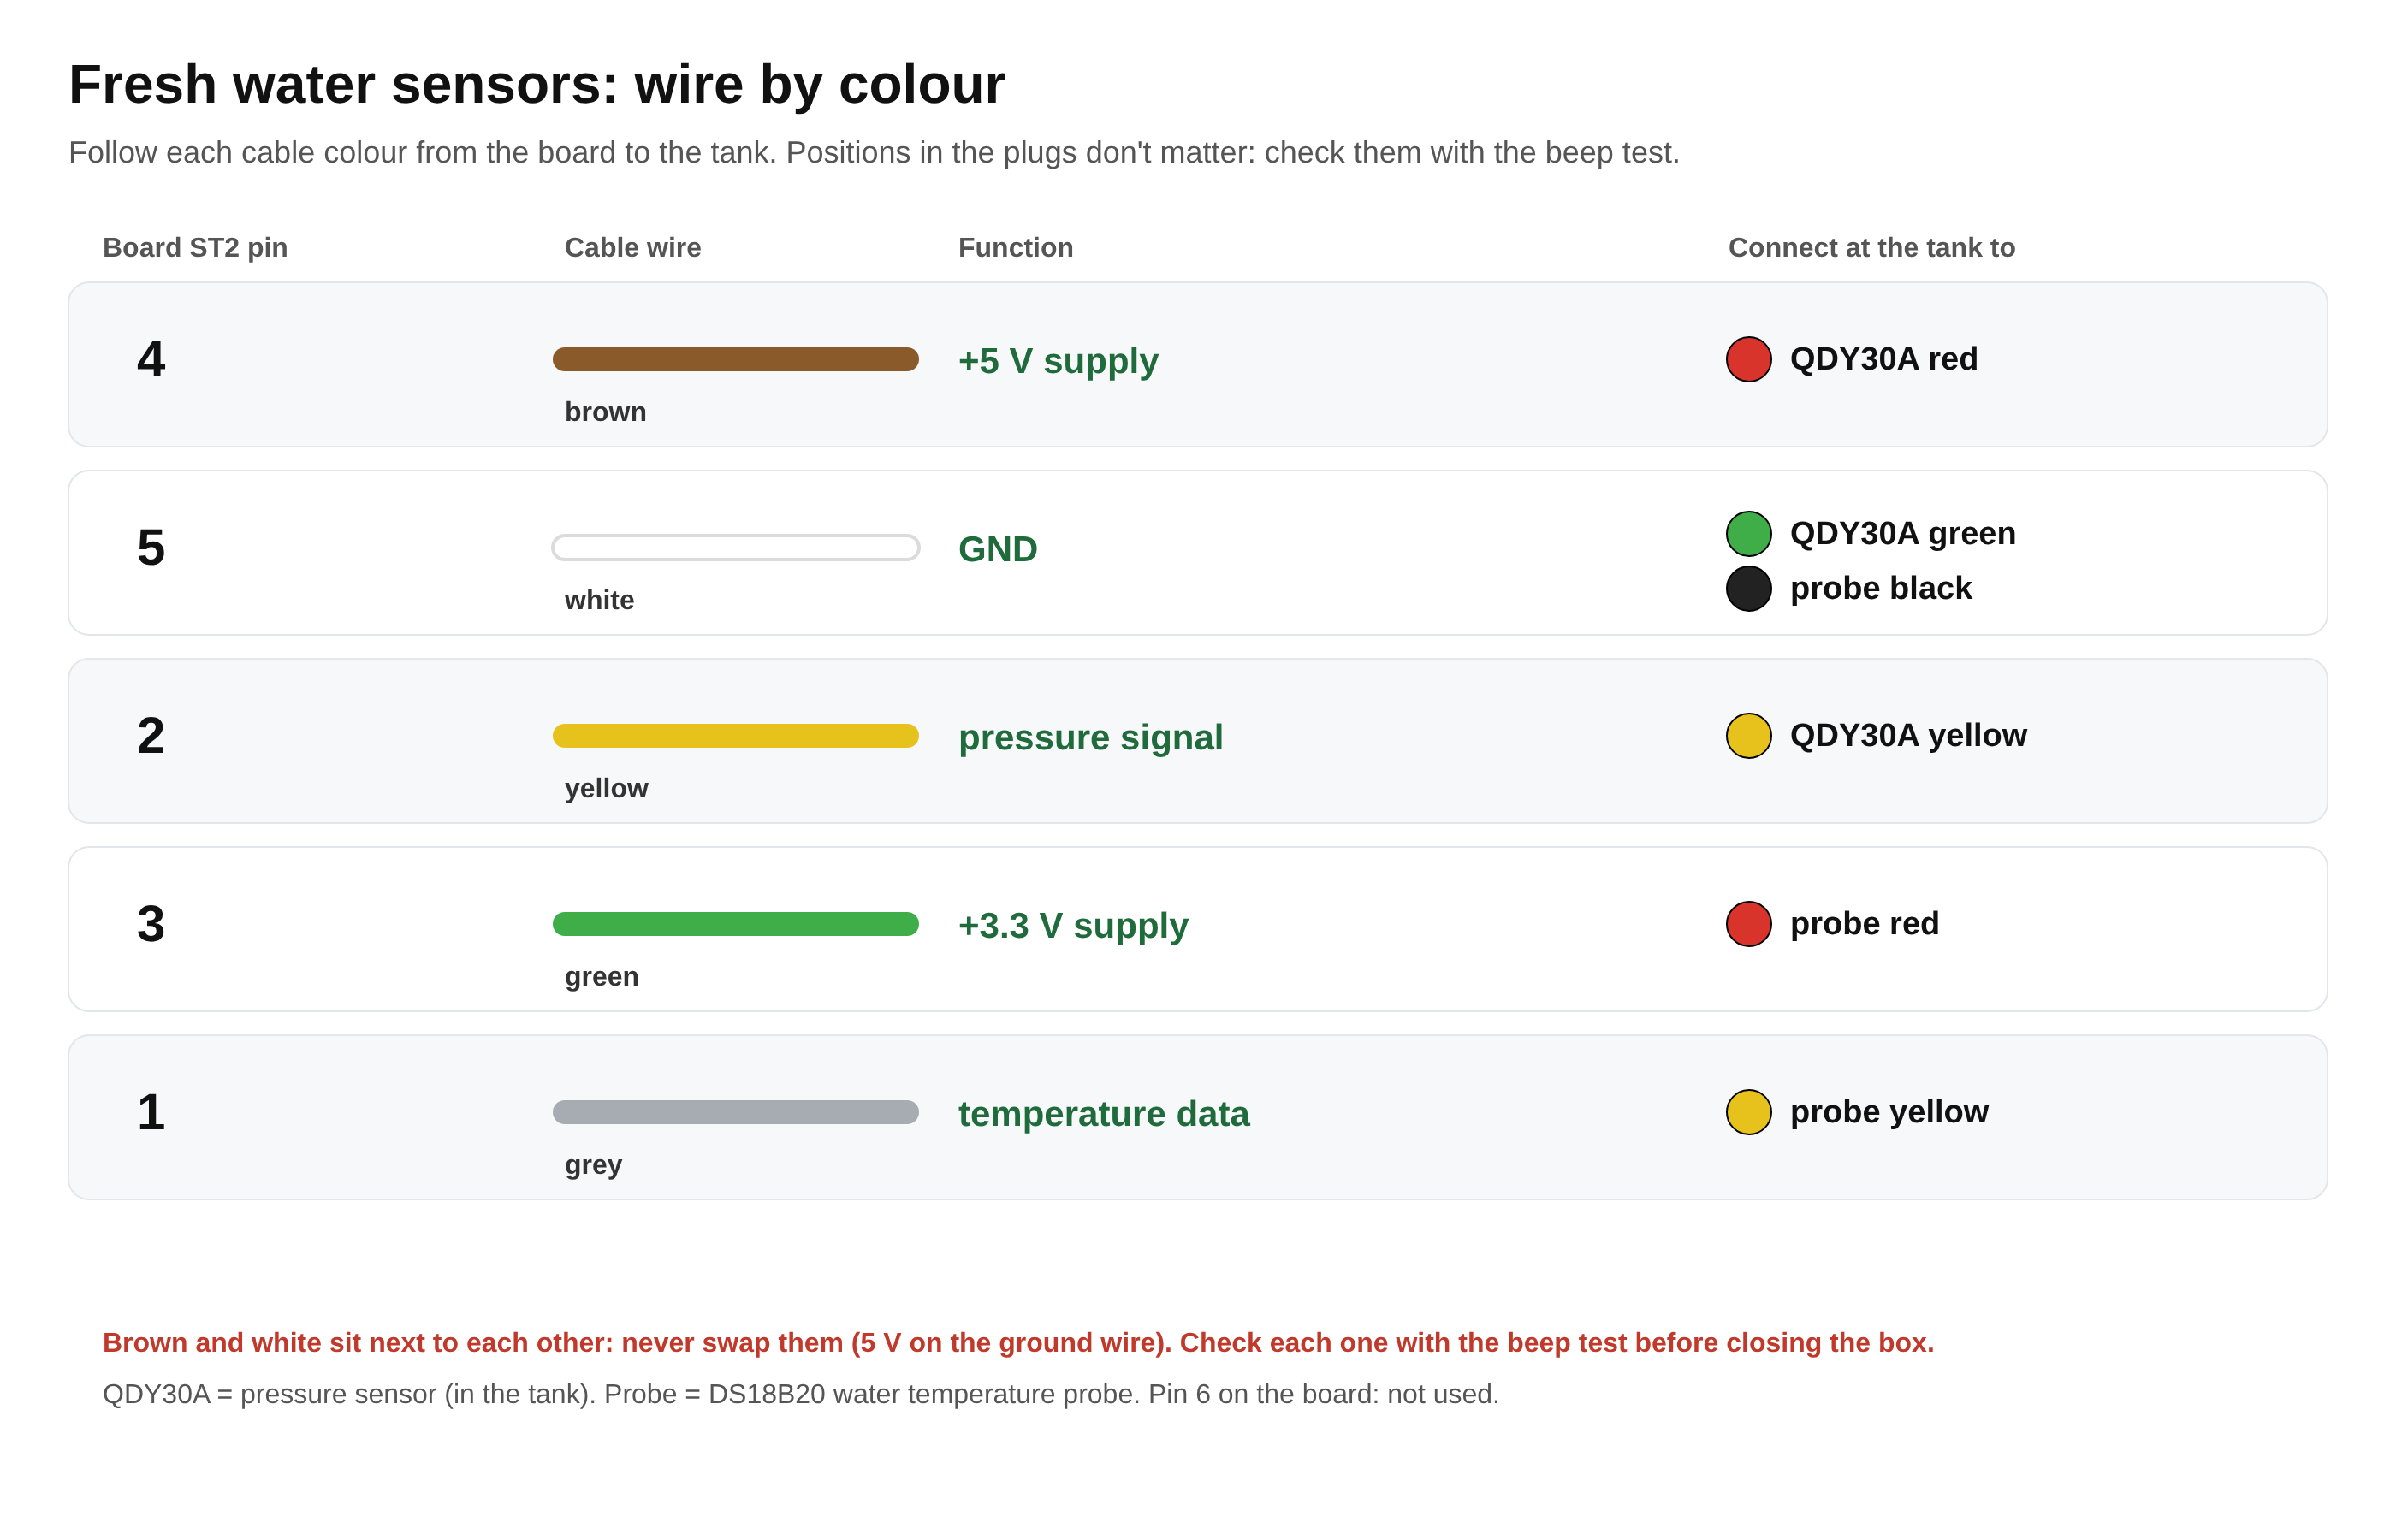 Fresh water sensors: wire by colour
Follow each cable colour from the board to the tank. Positions in the plugs don't matter: check them with the beep test.
Board ST2 pin Cable wire Function Connect at the tank to
4 +5 V supply QDY30A red
brown
QDY30A green
5 GND
probe black
white
2 pressure signal QDY30A yellow
yellow
3 +3.3 V supply probe red
green
1 temperature data probe yellow
grey
Brown and white sit next to each other: never swap them (5 V on the ground wire). Check each one with the beep test before closing the box.
QDY30A = pressure sensor (in the tank). Probe = DS18B20 water temperature probe. Pin 6 on the board: not used.